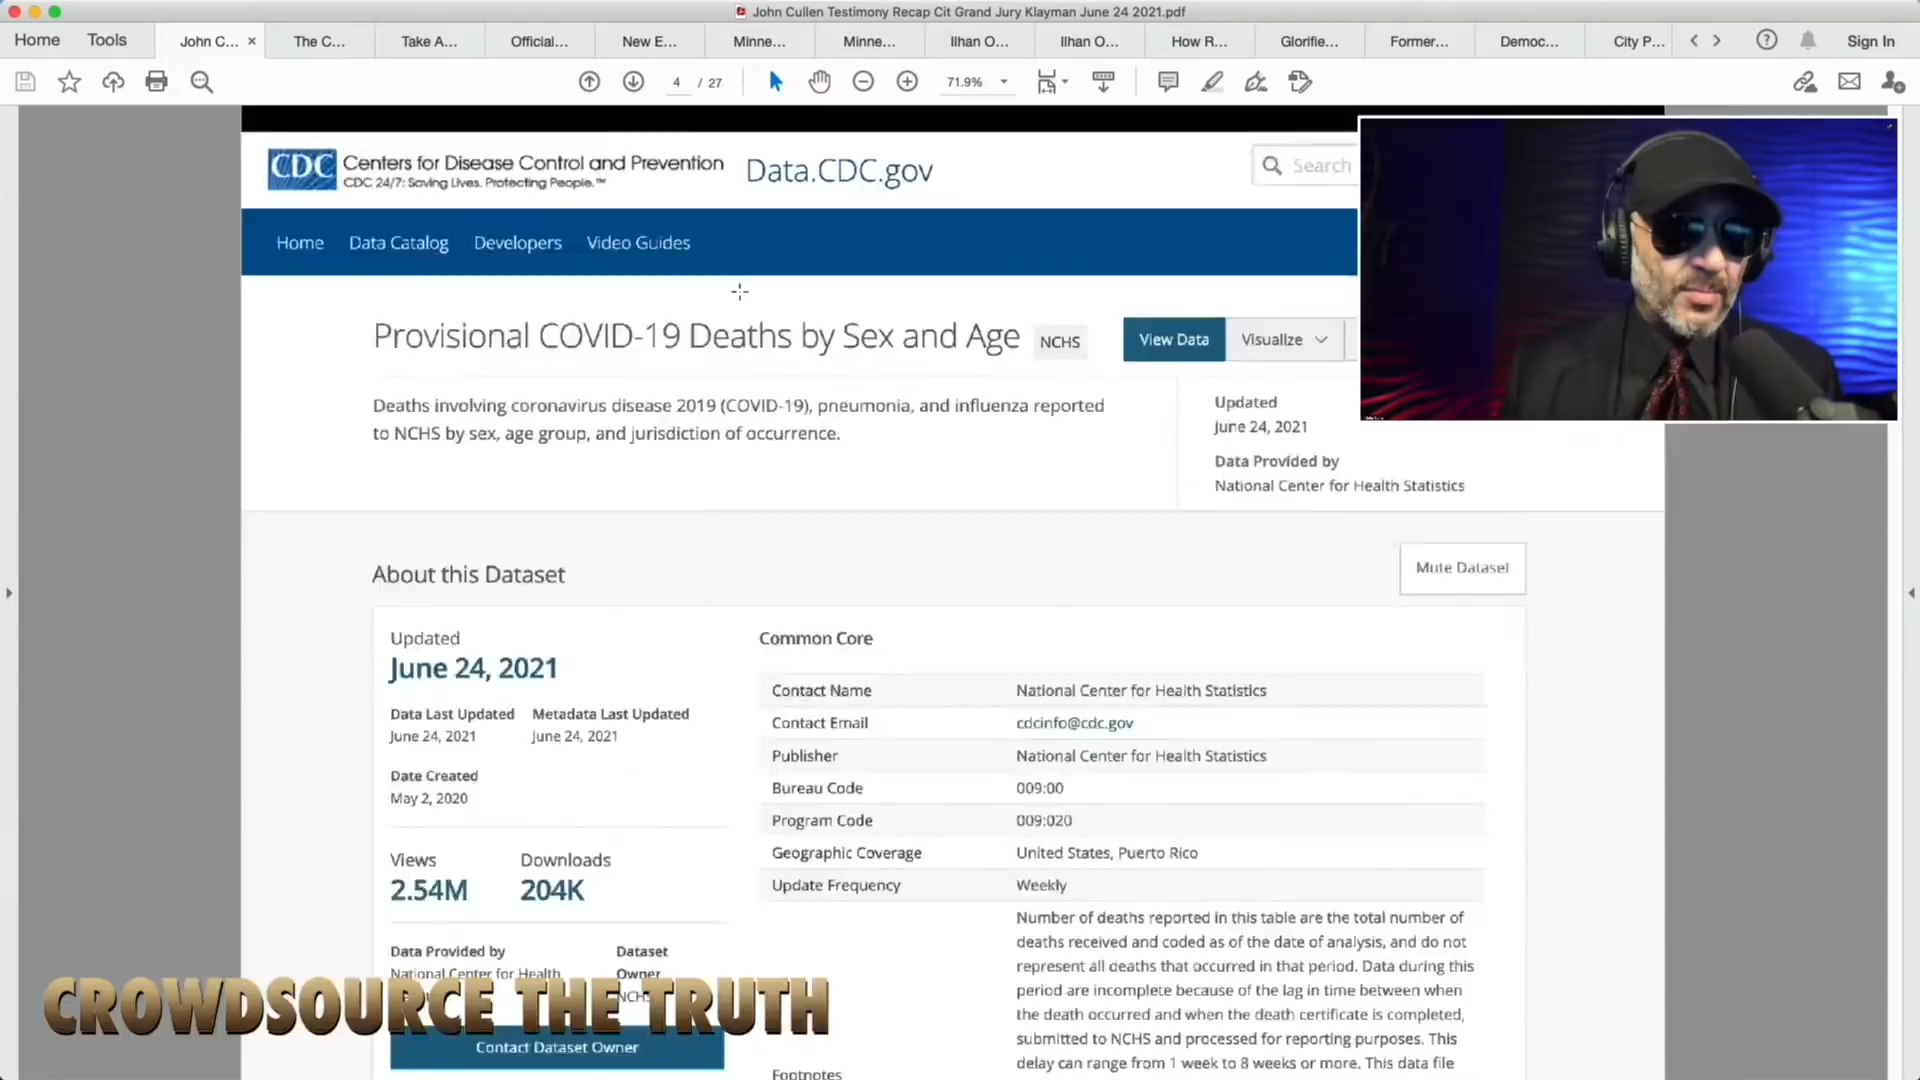 John Cullen Testimony Recap Cit Grand Jury Klayman June 24 2021.pdf
Home Tools John C... × The C... Take A... Official... New E... Minne... Minne... Ilhan O... Ilhan O... How R... Glorifie... Former... Democ... City P... Sign In
4 / 27 71.9%
CDC Centers for Disease Control and Prevention
CDC 24/7: Saving Lives. Protecting People.™
Data.CDC.gov
Search
Home Data Catalog Developers Video Guides
Provisional COVID-19 Deaths by Sex and Age NCHS
View Data Visualize
Deaths involving coronavirus disease 2019 (COVID-19), pneumonia, and influenza reported
to NCHS by sex, age group, and jurisdiction of occurrence.
Updated
June 24, 2021
Data Provided by
National Center for Health Statistics
About this Dataset
Mute Dataset
Updated
June 24, 2021
Data Last Updated Metadata Last Updated
June 24, 2021 June 24, 2021
Date Created
May 2, 2020
Views Downloads
2.54M 204K
Data Provided by Dataset
National Center for Health Owner
NCHS
Contact Dataset Owner
Common Core
Contact Name National Center for Health Statistics
Contact Email cdcinfo@cdc.gov
Publisher National Center for Health Statistics
Bureau Code 009:00
Program Code 009:020
Geographic Coverage United States, Puerto Rico
Update Frequency Weekly
Number of deaths reported in this table are the total number of
deaths received and coded as of the date of analysis, and do not
represent all deaths that occurred in that period. Data during this
period are incomplete because of the lag in time between when
the death occurred and when the death certificate is completed,
submitted to NCHS and processed for reporting purposes. This
delay can range from 1 week to 8 weeks or more. This data file
Footnotes
CROWDSOURCE THE TRUTH